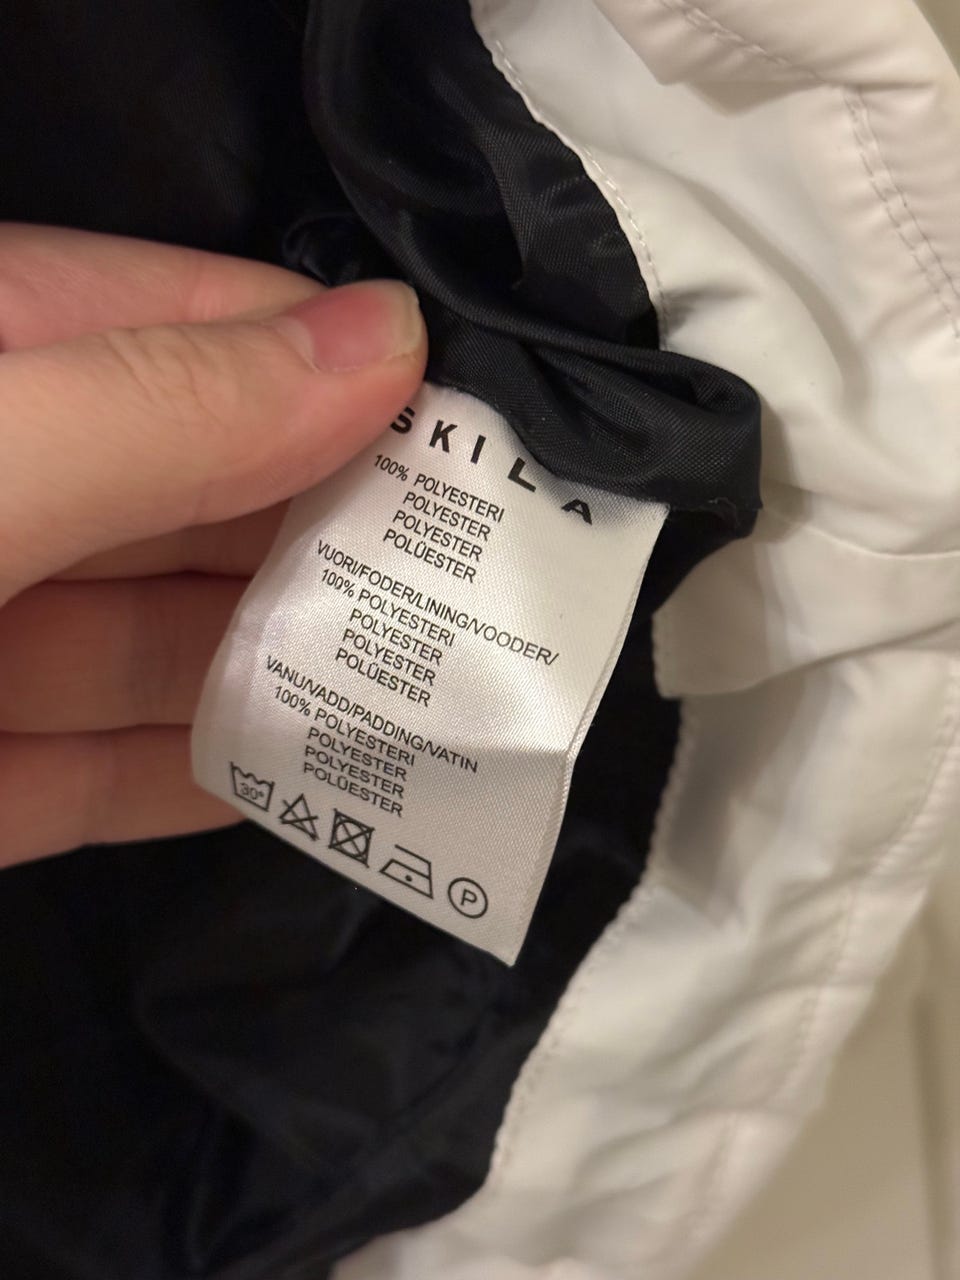 SKILA
100% POLYESTERI
POLYESTER
POLYESTER
POLÜESTER
VUORI/FODER/LINING/VOODER/
100% POLYESTERI
POLYESTER
POLYESTER
POLÜESTER
VANU/VADD/PADDING/VATIN
100% POLYESTERI
POLYESTER
POLYESTER
POLÜESTER
30° P